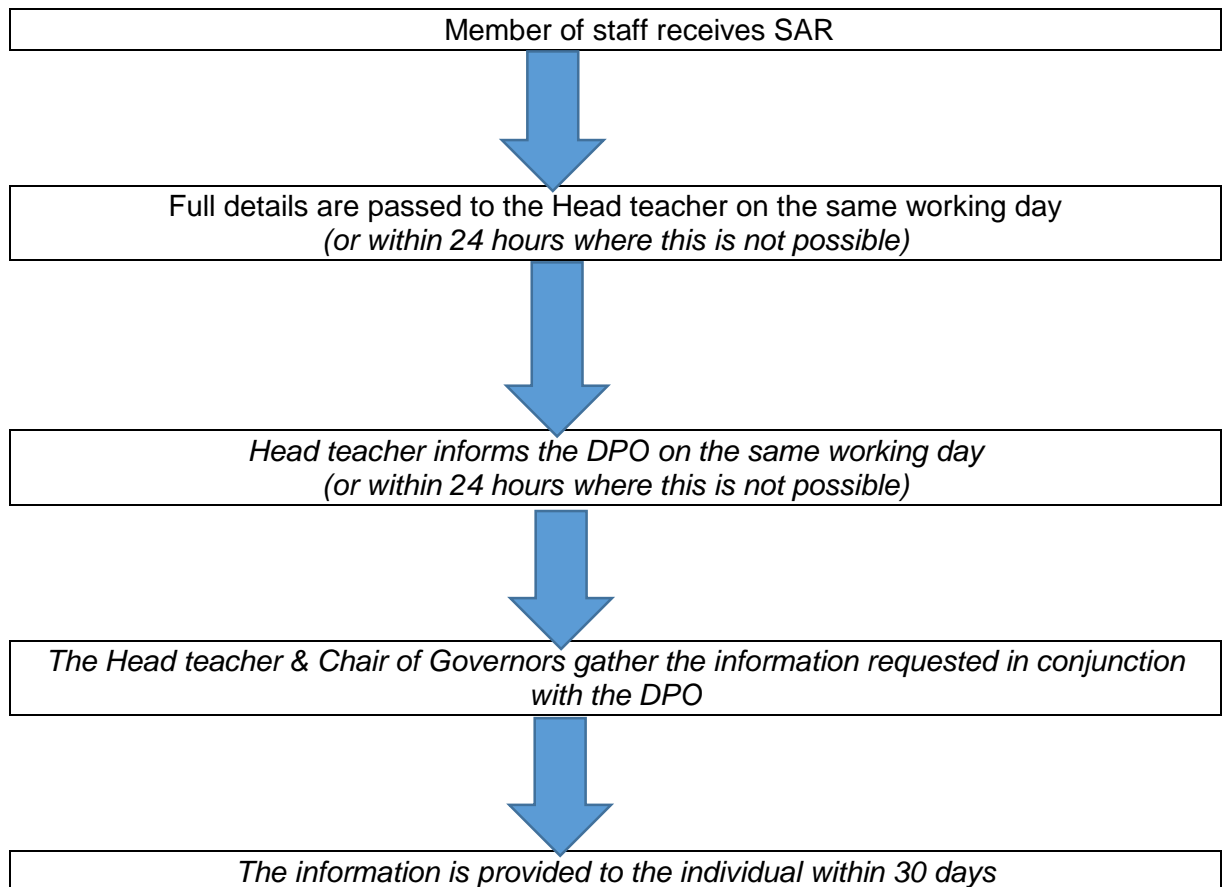 Member of staff receives SAR
Full details are passed to the Head teacher on the same working day
(or within 24 hours where this is not possible)
Head teacher informs the DPO on the same working day
(or within 24 hours where this is not possible)
The Head teacher & Chair of Governors gather the information requested in conjunction
with the DPO
The information is provided to the individual within 30 days